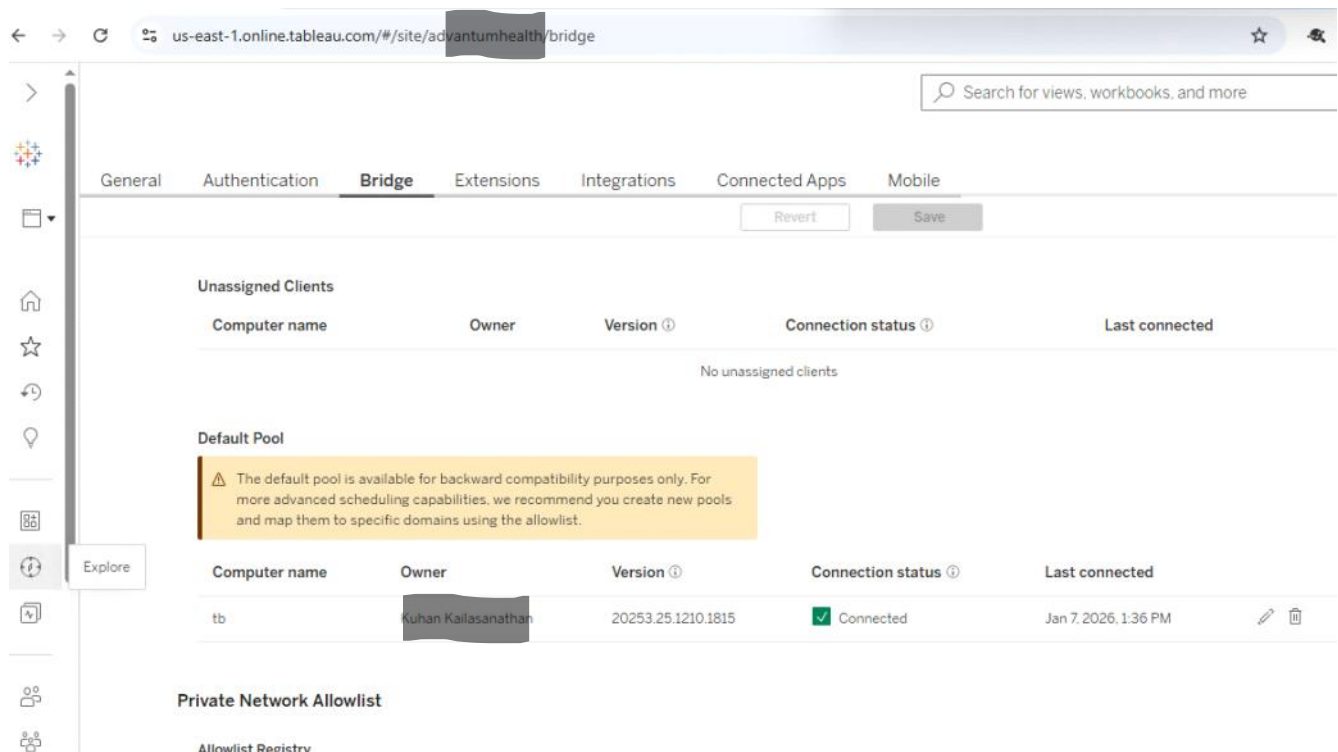 us-east-1.online.tableau.com/#/site/advantumhealth/bridge
Search for views, workbooks, and more
General Authentication Bridge Extensions Integrations Connected Apps Mobile
Revert Save
Unassigned Clients
Computer name Owner Version Connection status Last connected
No unassigned clients
Default Pool
The default pool is available for backward compatibility purposes only. For
more advanced scheduling capabilities, we recommend you create new pools
and map them to specific domains using the allowlist.
Explore
Computer name Owner Version Connection status Last connected
tb Kuhan Kailasanathan 20253.25.1210.1815 Connected Jan 7, 2026, 1:36 PM
Private Network Allowlist
Allowlist Registry